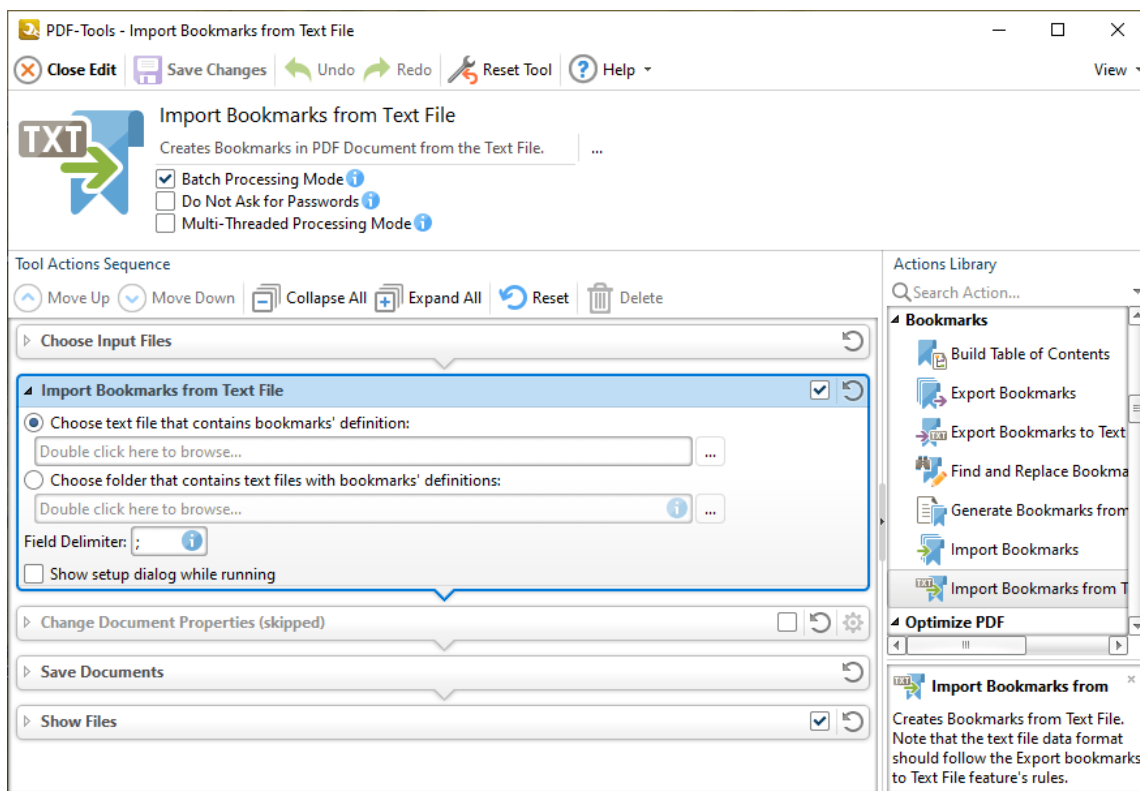 PDF-Tools - Import Bookmarks from Text File
Close Edit Save Changes Undo Redo Reset Tool ? Help View
TXT
Import Bookmarks from Text File
Creates Bookmarks in PDF Document from the Text File. ...
Batch Processing Mode i
Do Not Ask for Passwords i
Multi-Threaded Processing Mode i
Tool Actions Sequence
Move Up Move Down Collapse All Expand All Reset Delete
Choose Input Files
Import Bookmarks from Text File
Choose text file that contains bookmarks' definition:
Double click here to browse... ...
Choose folder that contains text files with bookmarks' definitions:
Double click here to browse... i ...
Field Delimiter: ; i
Show setup dialog while running
Change Document Properties (skipped)
Save Documents
Show Files
Actions Library
Search Action...
Bookmarks
Build Table of Contents
Export Bookmarks
TXT Export Bookmarks to Text
Find and Replace Bookma
Generate Bookmarks from
Import Bookmarks
TXT Import Bookmarks from T
Optimize PDF
TXT Import Bookmarks from
Creates Bookmarks from Text File.
Note that the text file data format
should follow the Export bookmarks
to Text File feature's rules.